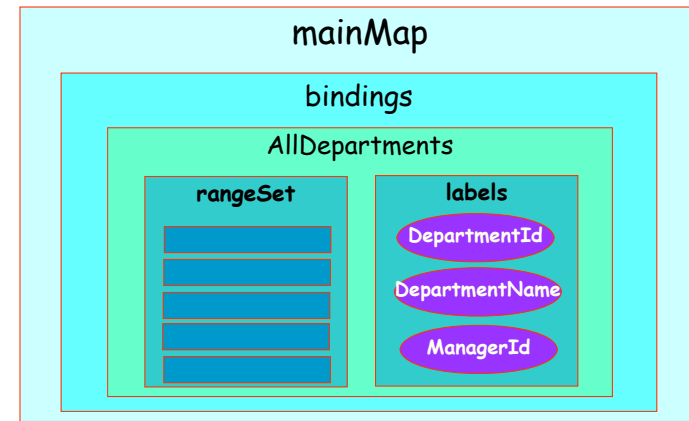 mainMap
bindings
AllDepartments
rangeSet
labels
DepartmentId
DepartmentName
ManagerId